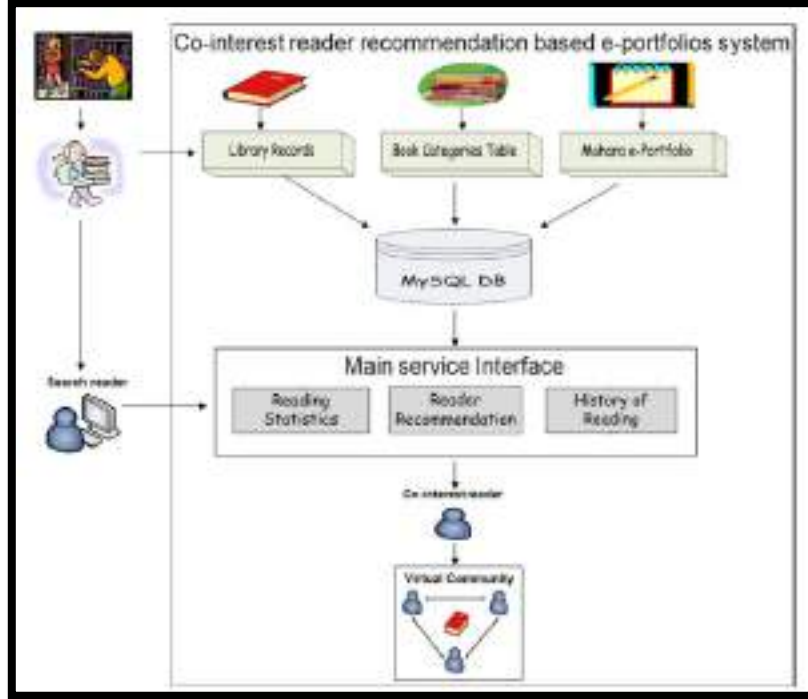 Co-interest reader recommendation based e-portfolios system
Library Records
Book Categories Table
Mahara e-Portfolio
MySQL DB
Main service Interface
Search reader
Reading
Statistics
Reader
Recommendation
History of
Reading
Co-interest reader
Virtual Community